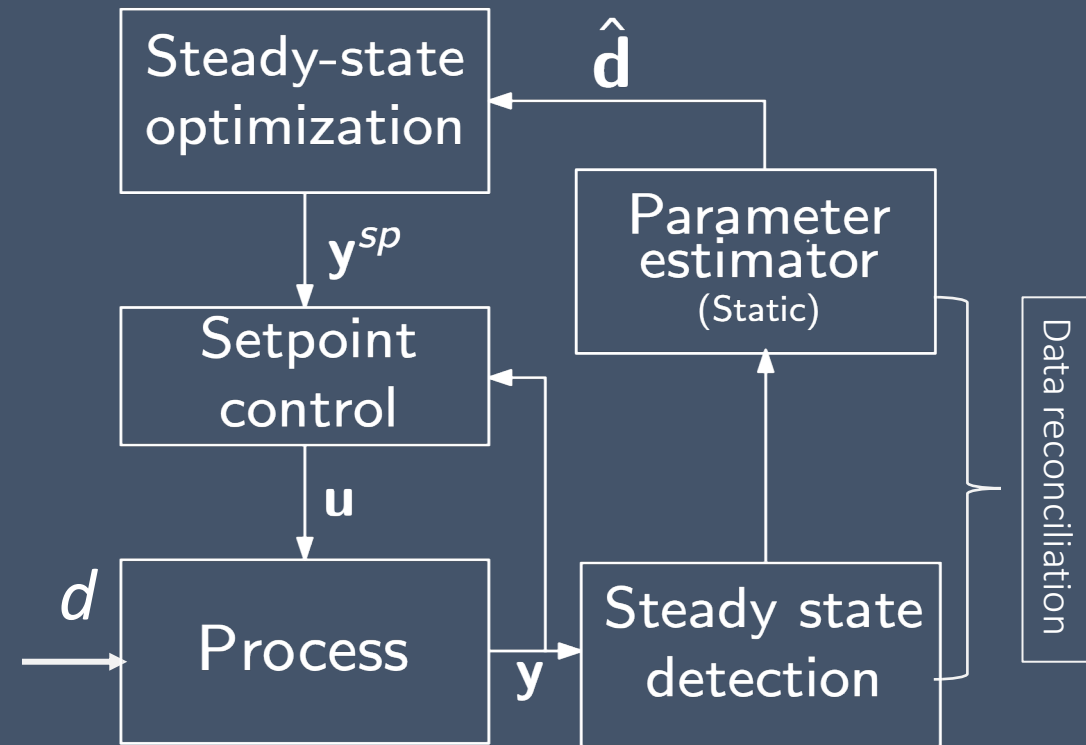 Steady-state
optimization
d̂
Parameter
estimator
(Static)
y^sp
Setpoint
control
u
d
Process
y
Steady state
detection
Data reconciliation